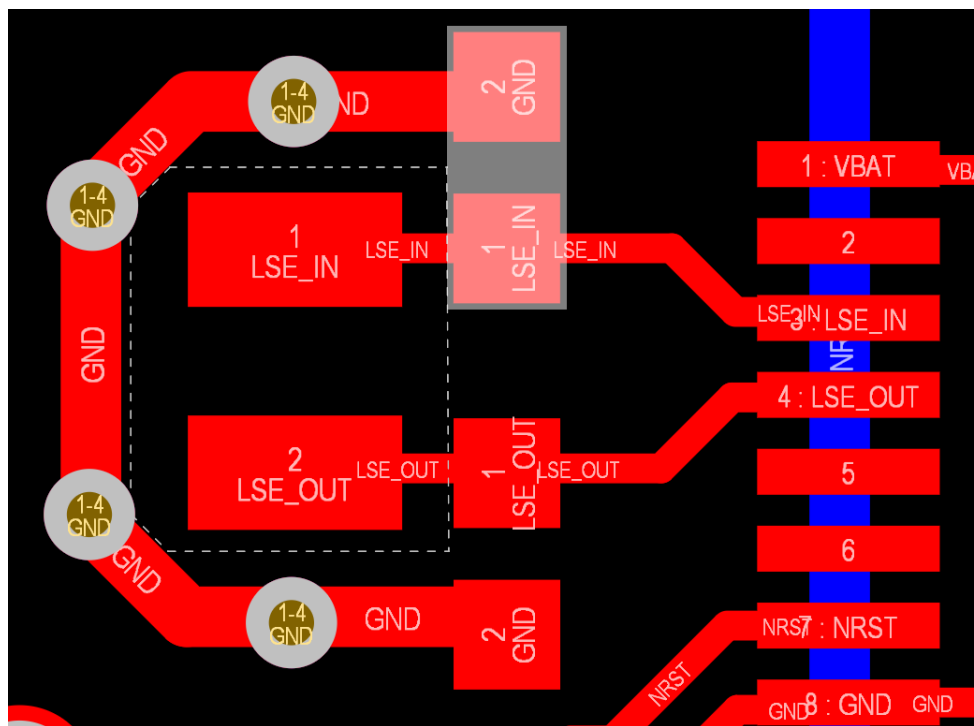 2
GND
1-4
GND
GND
GND
1 : VBAT
1-4
GND
1
LSE_IN
LSE_IN
1
LSE_IN
LSE_IN
2
LSE_IN
3 : LSE_IN
GND
4 : LSE_OUT
2
LSE_OUT
LSE_OUT
1
LSE_OUT
LSE_OUT
5
1-4
GND
6
GND
1-4
GND
GND
2
GND
NRST
7 : NRST
NRST
GND
8 : GND
GND